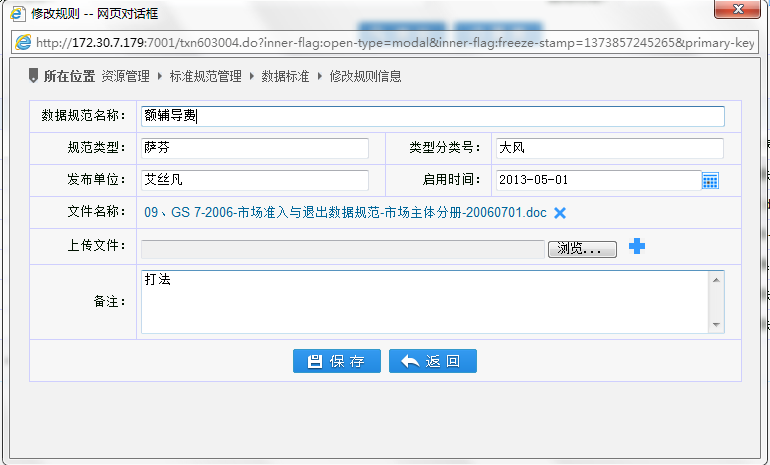 修改规则 -- 网页对话框
http://172.30.7.179:7001/txn603004.do?inner-flag:open-type=modal&inner-flag:freeze-stamp=1373857245265&primary-key
所在位置 资源管理 标准规范管理 数据标准 修改规则信息
数据规范名称: 额辅导费
规范类型: 萨芬 类型分类号: 大风
发布单位: 艾丝凡 启用时间: 2013-05-01
文件名称: 09、GS 7-2006-市场准入与退出数据规范-市场主体分册-20060701.doc
上传文件: 浏览...
备注: 打法
保存 返回